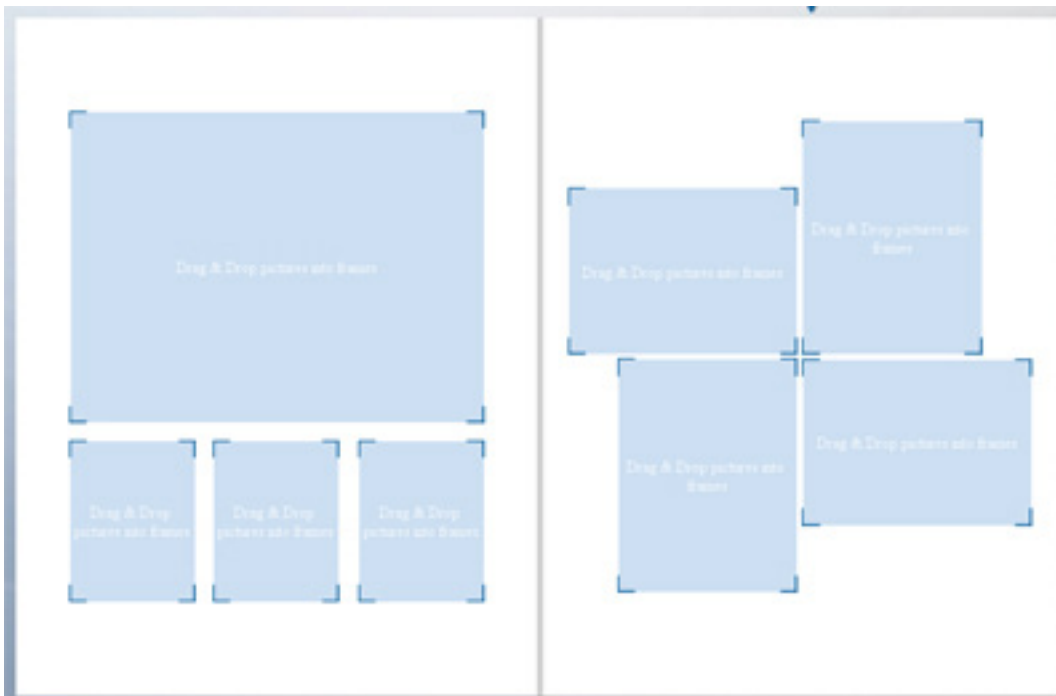 Drag & Drop pictures into frames
Drag & Drop
pictures into frames
Drag & Drop
pictures into frames
Drag & Drop
pictures into frames
Drag & Drop pictures into frames
Drag & Drop pictures into
frames
Drag & Drop pictures into
frames
Drag & Drop pictures into frames